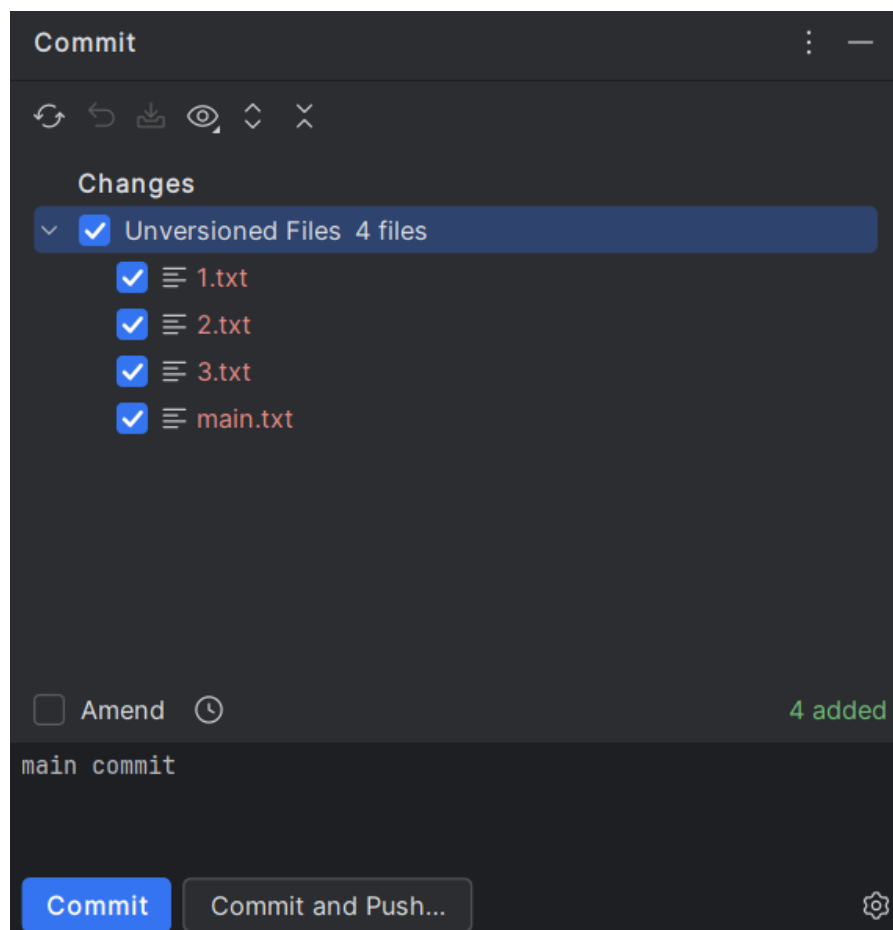 Commit
Changes
Unversioned Files 4 files
1.txt
2.txt
3.txt
main.txt
Amend 4 added
main commit
Commit Commit and Push...